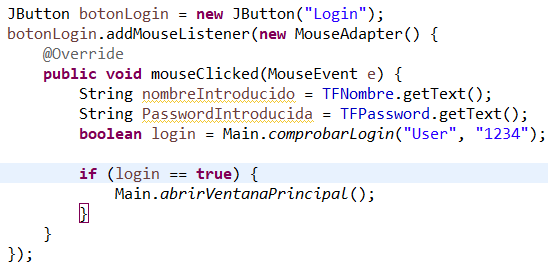 JButton botonLogin = new JButton("Login");
botonLogin.addMouseListener(new MouseAdapter() {
    @Override
    public void mouseClicked(MouseEvent e) {
        String nombreIntroducido = TFNombre.getText();
        String PasswordIntroducida = TFPassword.getText();
        boolean login = Main.comprobarLogin("User", "1234");

        if (login == true) {
            Main.abrirVentanaPrincipal();
        }
    }
});